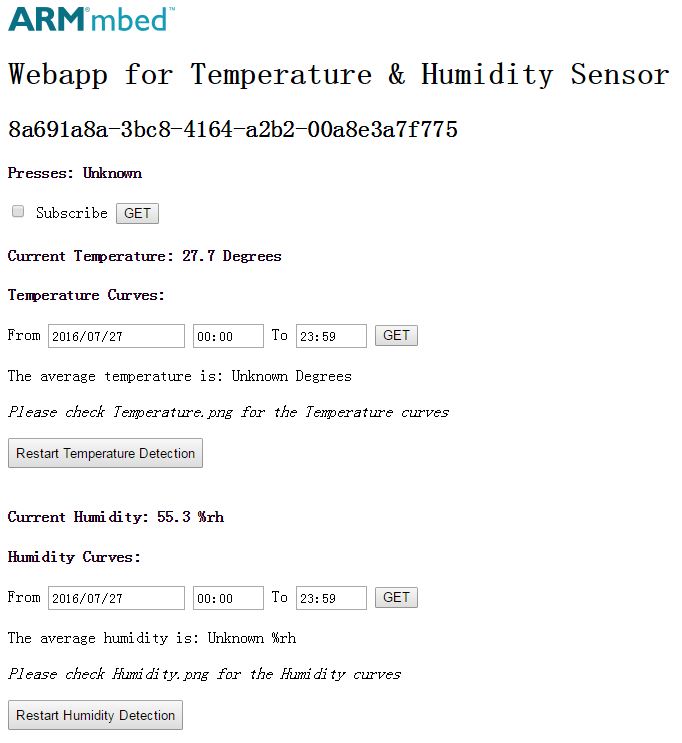 ARM®mbed™
Webapp for Temperature & Humidity Sensor
8a691a8a-3bc8-4164-a2b2-00a8e3a7f775
Presses: Unknown
Subscribe GET
Current Temperature: 27.7 Degrees
Temperature Curves:
From 2016/07/27 00:00 To 23:59 GET
The average temperature is: Unknown Degrees
Please check Temperature.png for the Temperature curves
Restart Temperature Detection
Current Humidity: 55.3 %rh
Humidity Curves:
From 2016/07/27 00:00 To 23:59 GET
The average humidity is: Unknown %rh
Please check Humidity.png for the Humidity curves
Restart Humidity Detection